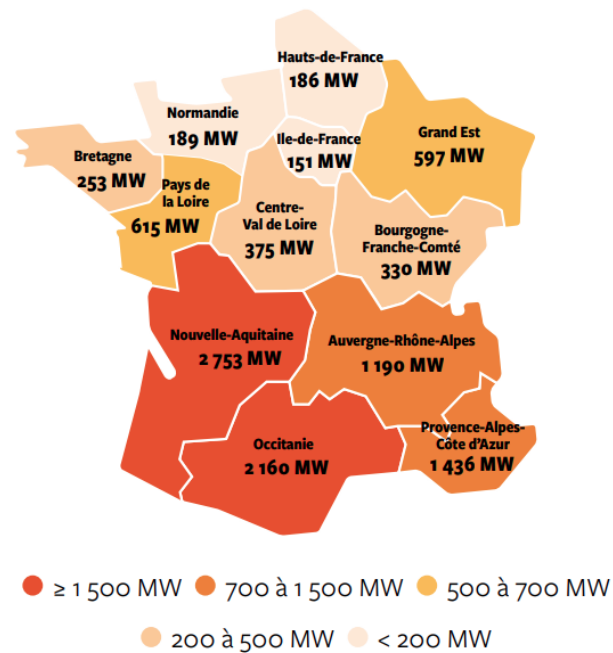 Hauts-de-France
186 MW
Normandie
189 MW
Ile-de-France
151 MW
Grand Est
597 MW
Bretagne
253 MW
Pays de
la Loire
615 MW
Centre-
Val de Loire
375 MW
Bourgogne-
Franche-Comté
330 MW
Nouvelle-Aquitaine
2 753 MW
Auvergne-Rhône-Alpes
1 190 MW
Occitanie
2 160 MW
Provence-Alpes-
Côte d'Azur
1 436 MW
≥ 1 500 MW 700 à 1 500 MW 500 à 700 MW
200 à 500 MW < 200 MW